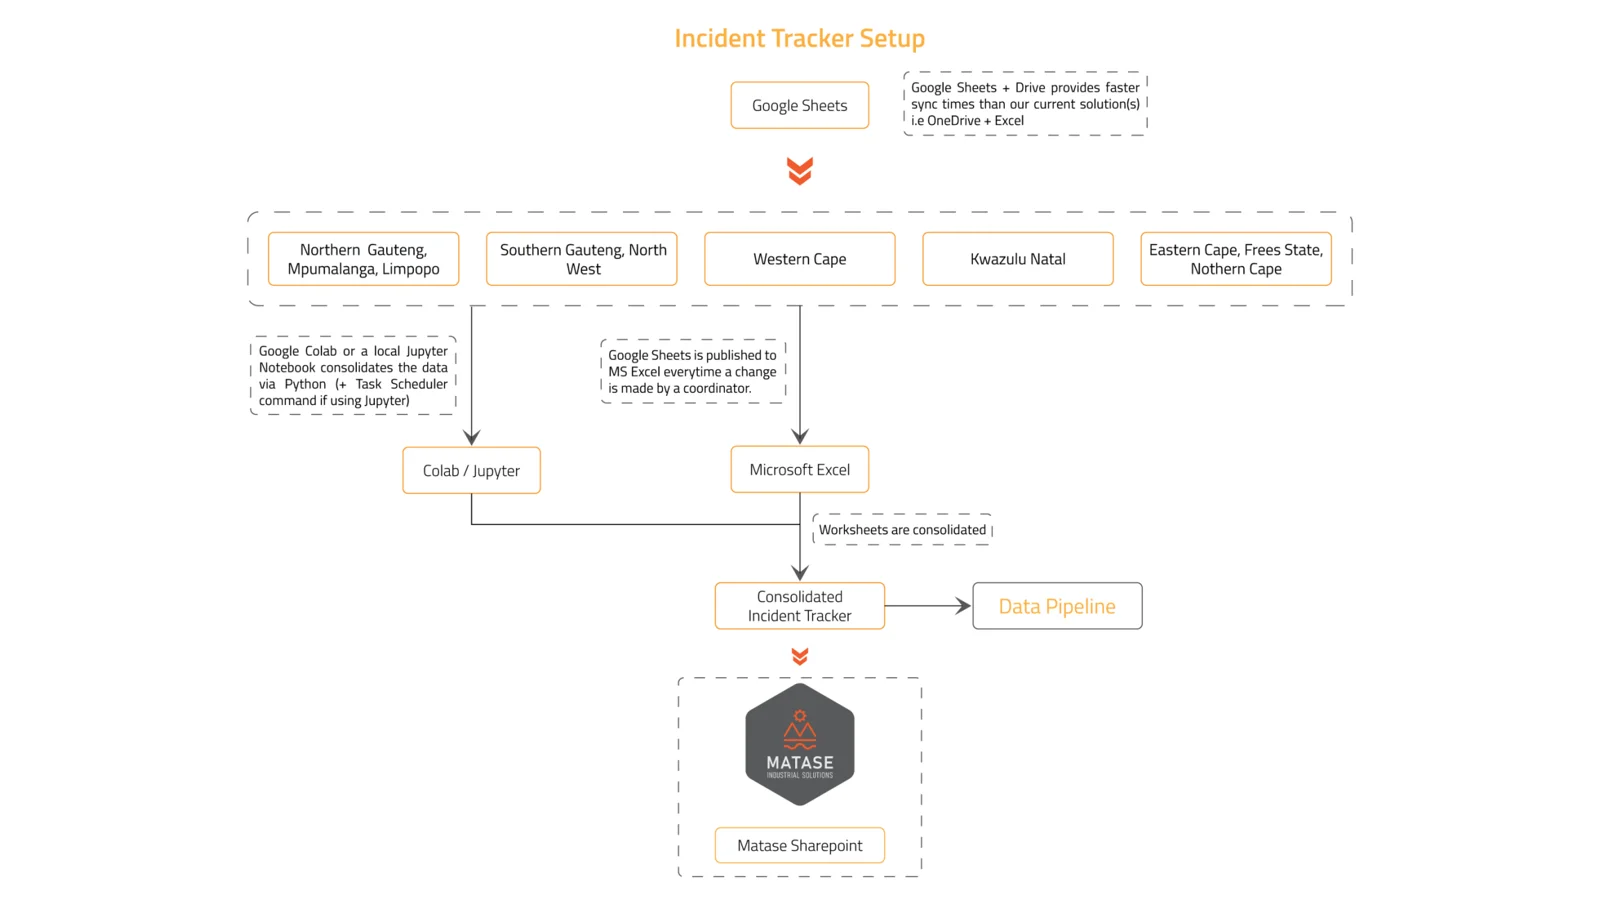 Incident Tracker Setup
Google Sheets
Google Sheets + Drive provides faster
sync times than our current solution(s)
i.e OneDrive + Excel
Northern Gauteng,
Mpumalanga, Limpopo
Southern Gauteng, North
West
Western Cape
Kwazulu Natal
Eastern Cape, Frees State,
Nothern Cape
Google Colab or a local Jupyter
Notebook consolidates the data
via Python (+ Task Scheduler
command if using Jupyter)
Google Sheets is published to
MS Excel everytime a change
is made by a coordinator.
Colab / Jupyter
Microsoft Excel
Worksheets are consolidated
Consolidated
Incident Tracker
Data Pipeline
MATASE
INDUSTRIAL SOLUTIONS
Matase Sharepoint